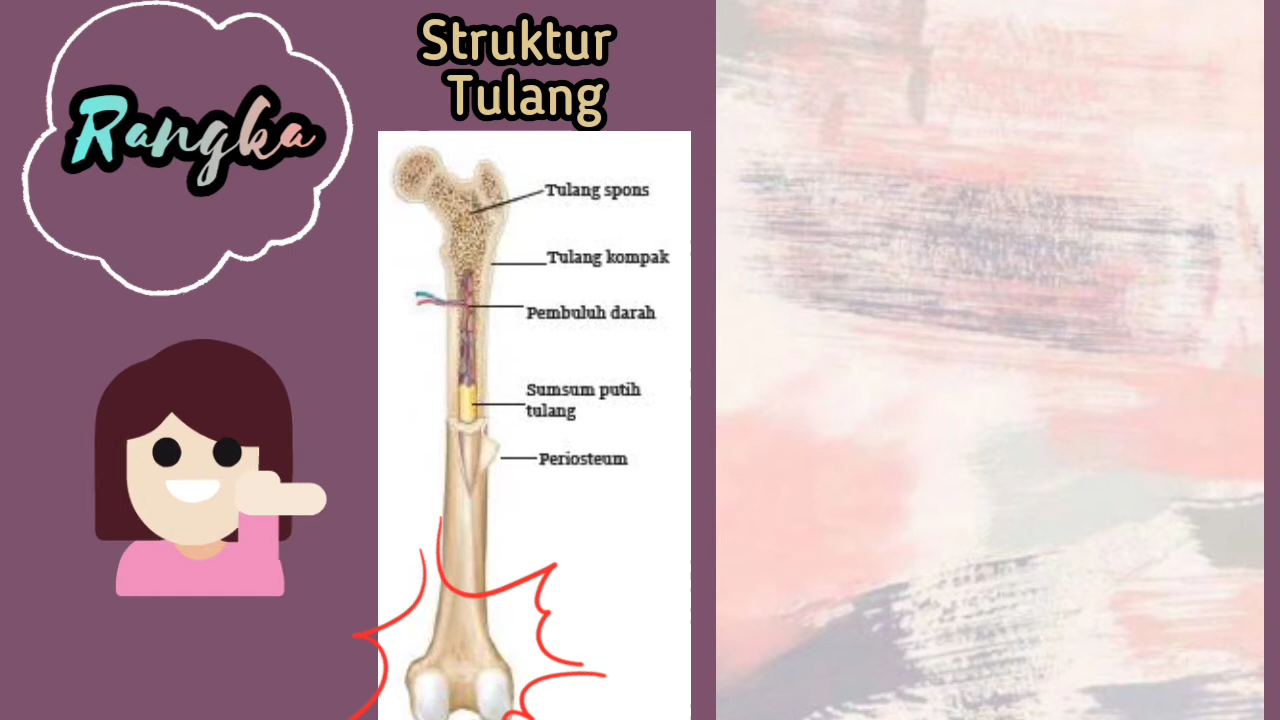 Rangka
Struktur
Tulang
Tulang spons
Tulang kompak
Pembuluh darah
Sumsum putih
tulang
Periosteum